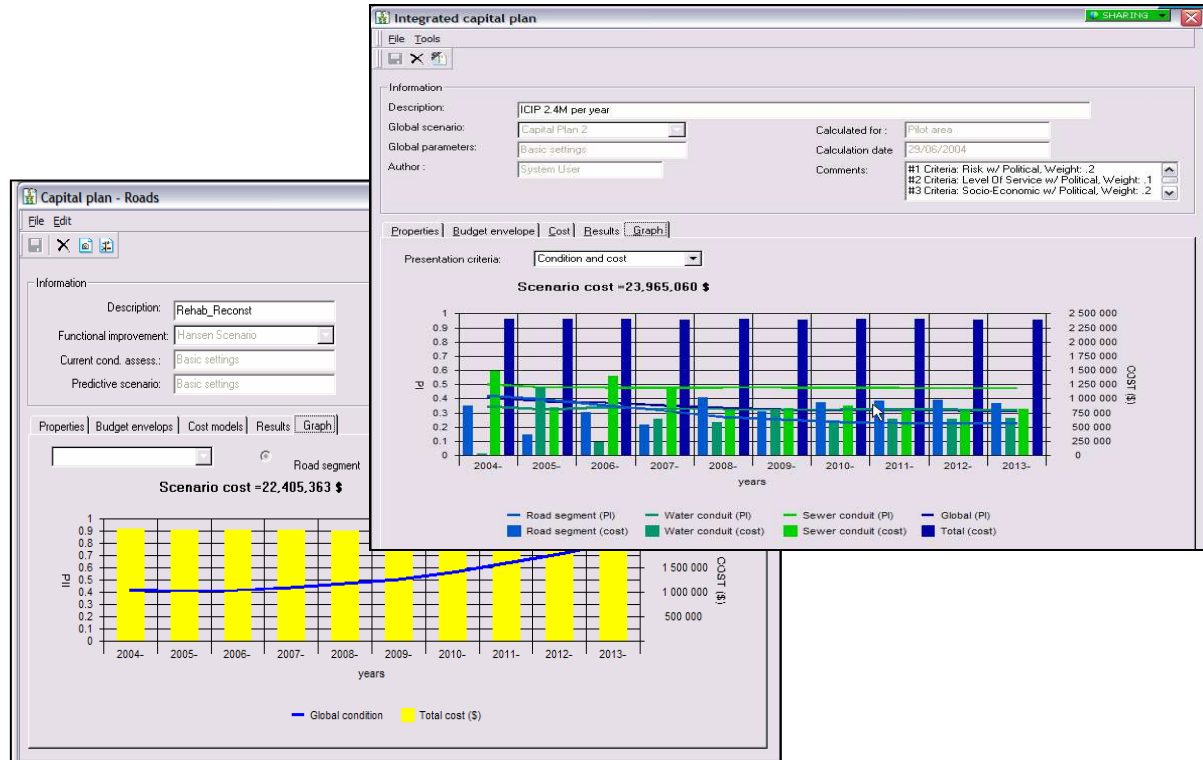 Integrated capital plan
SHARING
File Tools
Information
Description: ICIP 2.4M per year
Global scenario: Capital Plan 2
Calculated for : Pilot area
Global parameters: Basic settings
Calculation date 29/06/2004
Author : System User
Comments: #1 Criteria: Risk w/ Political, Weight: .2
#2 Criteria: Level Of Service w/ Political, Weight: .1
#3 Criteria: Socio-Economic w/ Political, Weight: .2
Properties Budget envelope Cost Results Graph
Presentation criteria: Condition and cost
Scenario cost =23,965,060 $
1 2 500 000
0.9 2 250 000
0.8 2 000 000
0.7 1 750 000
0.6 1 500 000
0.5 1 250 000
0.4 1 000 000
0.3 750 000
0.2 500 000
0.1 250 000
0 0
PI
COST ($)
2004- 2005- 2006- 2007- 2008- 2009- 2010- 2011- 2012- 2013-
years
Road segment (PI) Water conduit (PI) Sewer conduit (PI) Global (PI)
Road segment (cost) Water conduit (cost) Sewer conduit (cost) Total (cost)
Capital plan - Roads
File Edit
Information
Description: Rehab_Reconst
Functional improvement: Hansen Scenario
Current cond. assess.: Basic settings
Predictive scenario: Basic settings
Properties Budget envelops Cost models Results Graph
Road segment
Scenario cost =22,405,363 $
1
0.9
0.8
0.7
0.6 1 500 000
0.5
0.4 1 000 000
0.3
0.2 500 000
0.1
0
PII
COST ($)
2004- 2005- 2006- 2007- 2008- 2009- 2010- 2011- 2012- 2013-
years
Global condition Total cost ($)